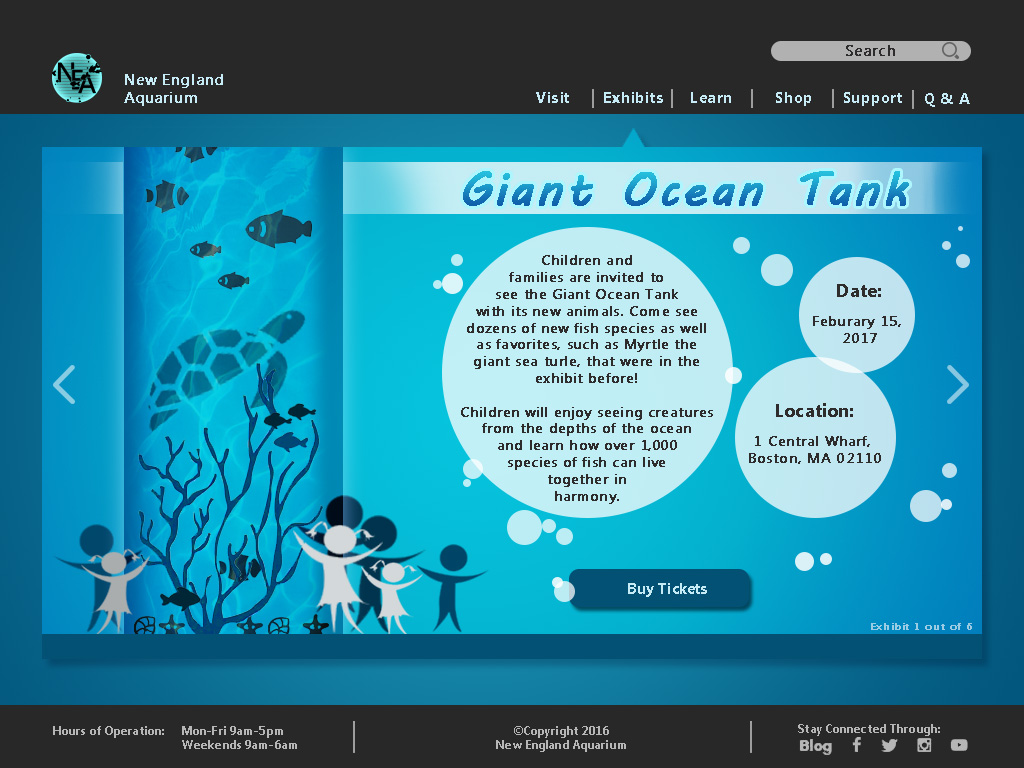 Search
NEA
New England
Aquarium
Visit
Exhibits
Learn
Shop
Support
Q & A
Giant Ocean Tank
Children and
families are invited to
see the Giant Ocean Tank
with its new animals. Come see
dozens of new fish species as well
as favorites, such as Myrtle the
giant sea turle, that were in the
exhibit before!
Children will enjoy seeing creatures
from the depths of the ocean
and learn how over 1,000
species of fish can live
together in
harmony.
Date:
Feburary 15,
2017
Location:
1 Central Wharf,
Boston, MA 02110
Buy Tickets
Exhibit 1 out of 6
Hours of Operation: Mon-Fri 9am-5pm
Weekends 9am-6am
©Copyright 2016
New England Aquarium
Stay Connected Through:
Blog